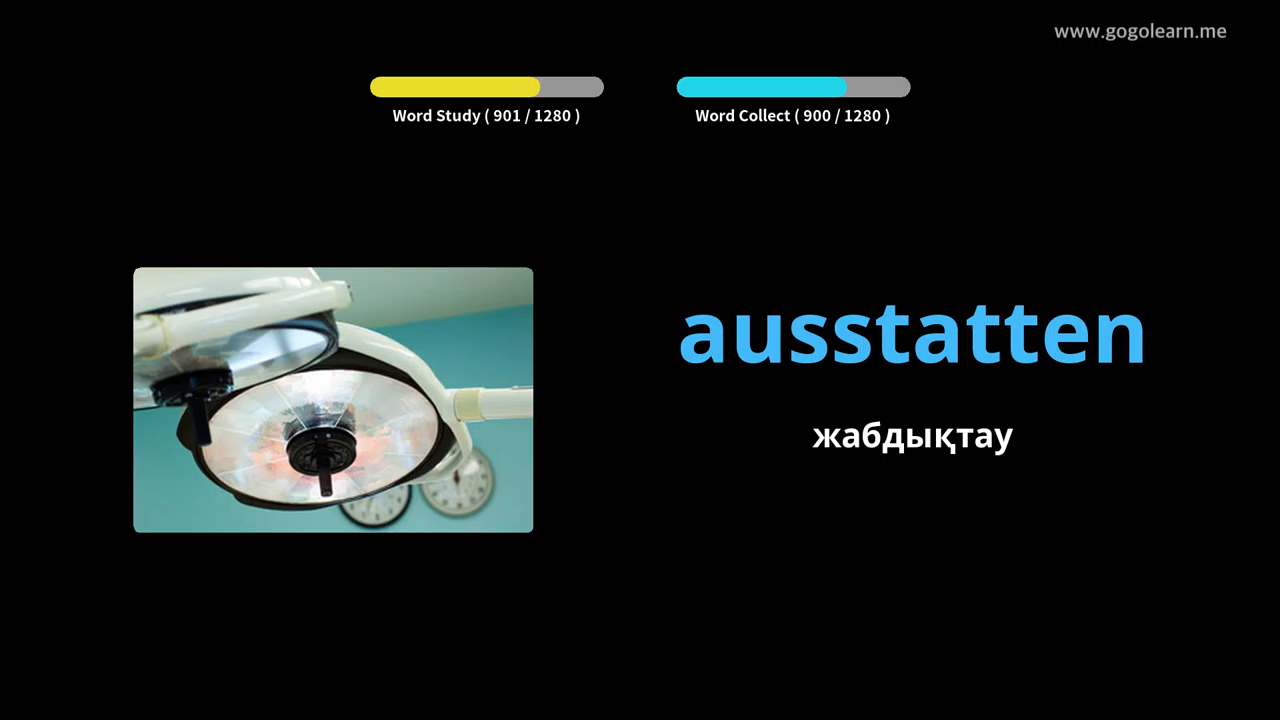 www.gogolearn.me
Word Study ( 901 / 1280 )
Word Collect ( 900 / 1280 )
ausstatten
жабдықтау